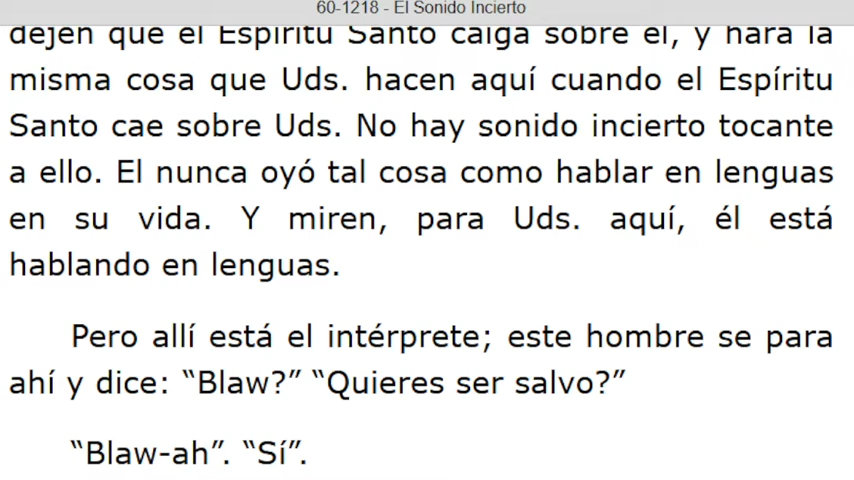 60-1218 - El Sonido Incierto
dejen que el Espíritu Santo caiga sobre él, y hará la
misma cosa que Uds. hacen aquí cuando el Espíritu
Santo cae sobre Uds. No hay sonido incierto tocante
a ello. El nunca oyó tal cosa como hablar en lenguas
en su vida. Y miren, para Uds. aquí, él está
hablando en lenguas.
Pero allí está el intérprete; este hombre se para
ahí y dice: “Blaw?” “Quieres ser salvo?”
“Blaw-ah”. “Sí”.